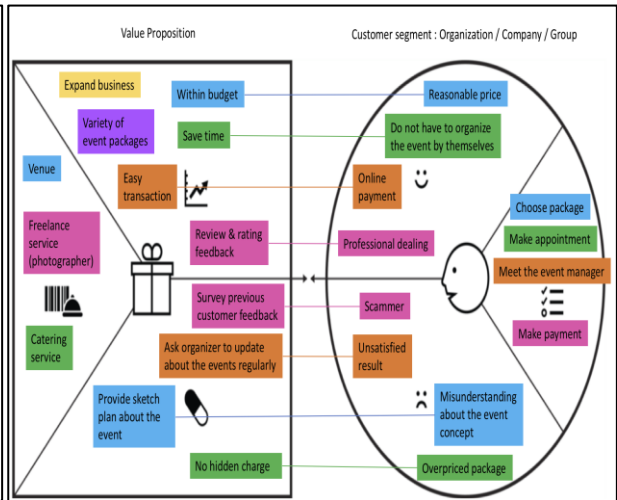 Value Proposition
Customer segment : Organization / Company / Group
Expand business
Within budget
Reasonable price
Variety of
event packages
Save time
Do not have to organize
the event by themselves
Venue
Easy
transaction
Online
payment
Choose package
Freelance
service
(photographer)
Review & rating
feedback
Professional dealing
Make appointment
Meet the event manager
Survey previous
customer feedback
Scammer
Make payment
Catering
service
Ask organizer to update
about the events regularly
Unsatisfied
result
Provide sketch
plan about the
event
Misunderstanding
about the event
concept
No hidden charge
Overpriced package